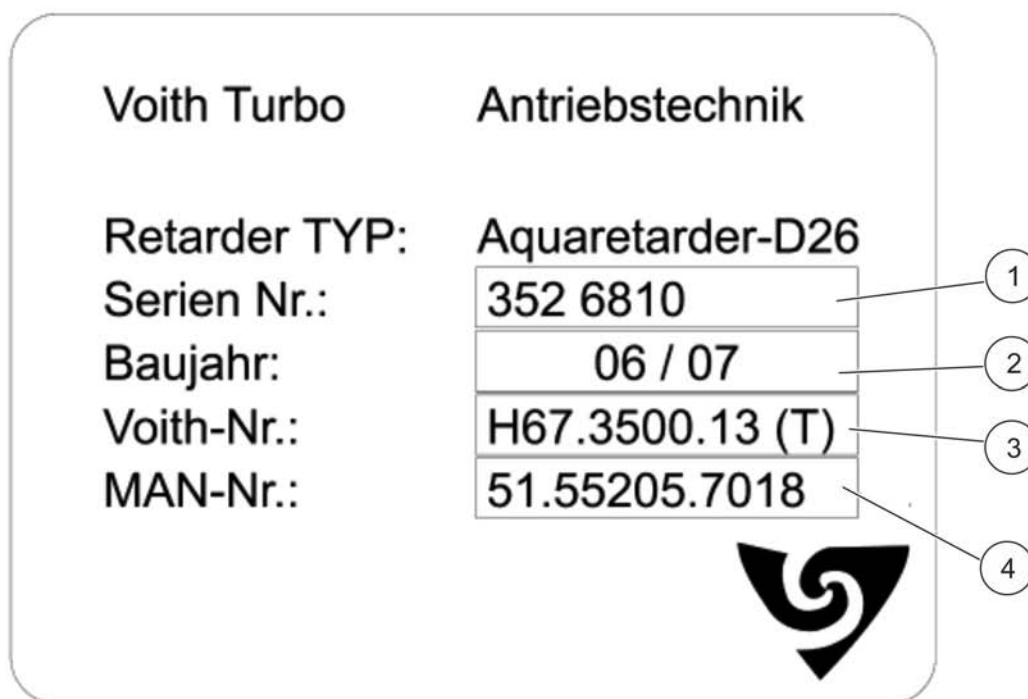 Voith Turbo Antriebstechnik
Retarder TYP: Aquaretarder-D26
Serien Nr.: 352 6810 1
Baujahr: 06 / 07 2
Voith-Nr.: H67.3500.13 (T) 3
MAN-Nr.: 51.55205.7018 4